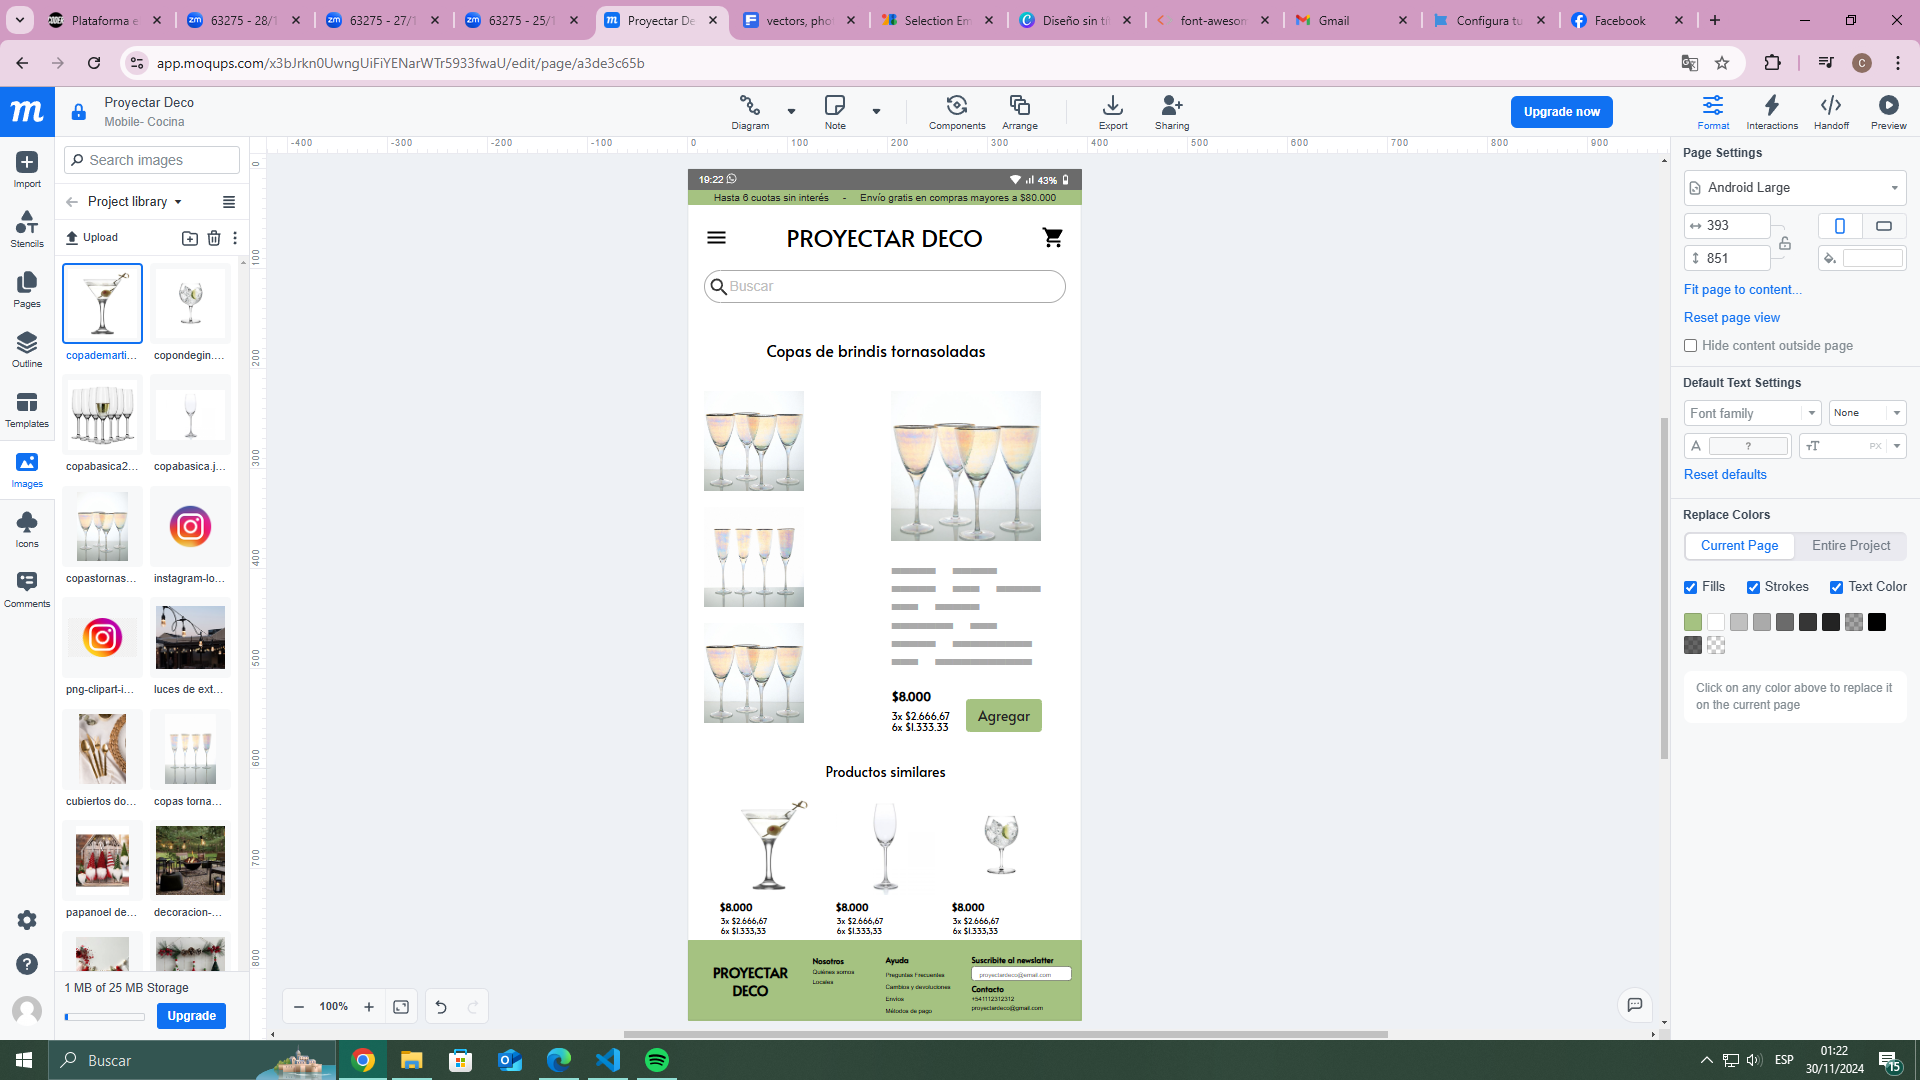 Plataforma e
63275 - 28/1
63275 - 27/1
63275 - 25/1
Proyectar De
vectors, pho
Selection Em
Diseño sin tí
font-awesom
Gmail
Configura tu
Facebook
app.moqups.com/x3bJrkn0UwngUiFiYENarWTr5933fwaU/edit/page/a3de3c65b
Proyectar Deco
Mobile- Cocina
Diagram
Note
Components
Arrange
Export
Sharing
Upgrade now
Format
Interactions
Handoff
Preview
Import
Stencils
Pages
Outline
Templates
Images
Icons
Comments
Search images
Project library
Upload
copademarti...
copondegin....
copabasica2...
copabasica.j...
copastornas...
instagram-lo...
png-clipart-i...
luces de ext...
cubiertos do...
copas torna...
papanoel de...
decoracion-...
1 MB of 25 MB Storage
Upgrade
-400 -300 -200 -100 0 100 200 300 400 500 600 700 800 900
0
100
200
300
400
500
600
700
800
19:22
43%
Hasta 6 cuotas sin interés - Envío gratis en compras mayores a $80.000
PROYECTAR DECO
Buscar
Copas de brindis tornasoladas
$8.000
3x $2.666.67
6x $1.333.33
Agregar
Productos similares
$8.000
3x $2.666,67
6x $1.333,33
$8.000
3x $2.666,67
6x $1.333,33
$8.000
3x $2.666,67
6x $1.333,33
PROYECTAR
DECO
Nosotros
Quiénes somos
Locales
Ayuda
Preguntas Frecuentes
Cambios y devoluciones
Envíos
Métodos de pago
Suscribite al newsletter
proyectardeco@email.com
Contacto
+541112312312
proyectardeco@gmail.com
100%
Page Settings
Android Large
393
851
Fit page to content...
Reset page view
Hide content outside page
Default Text Settings
Font family
None
A
?
PX
Reset defaults
Replace Colors
Current Page
Entire Project
Fills
Strokes
Text Color
Click on any color above to replace it
on the current page
Buscar
ESP
01:22
30/11/2024
15